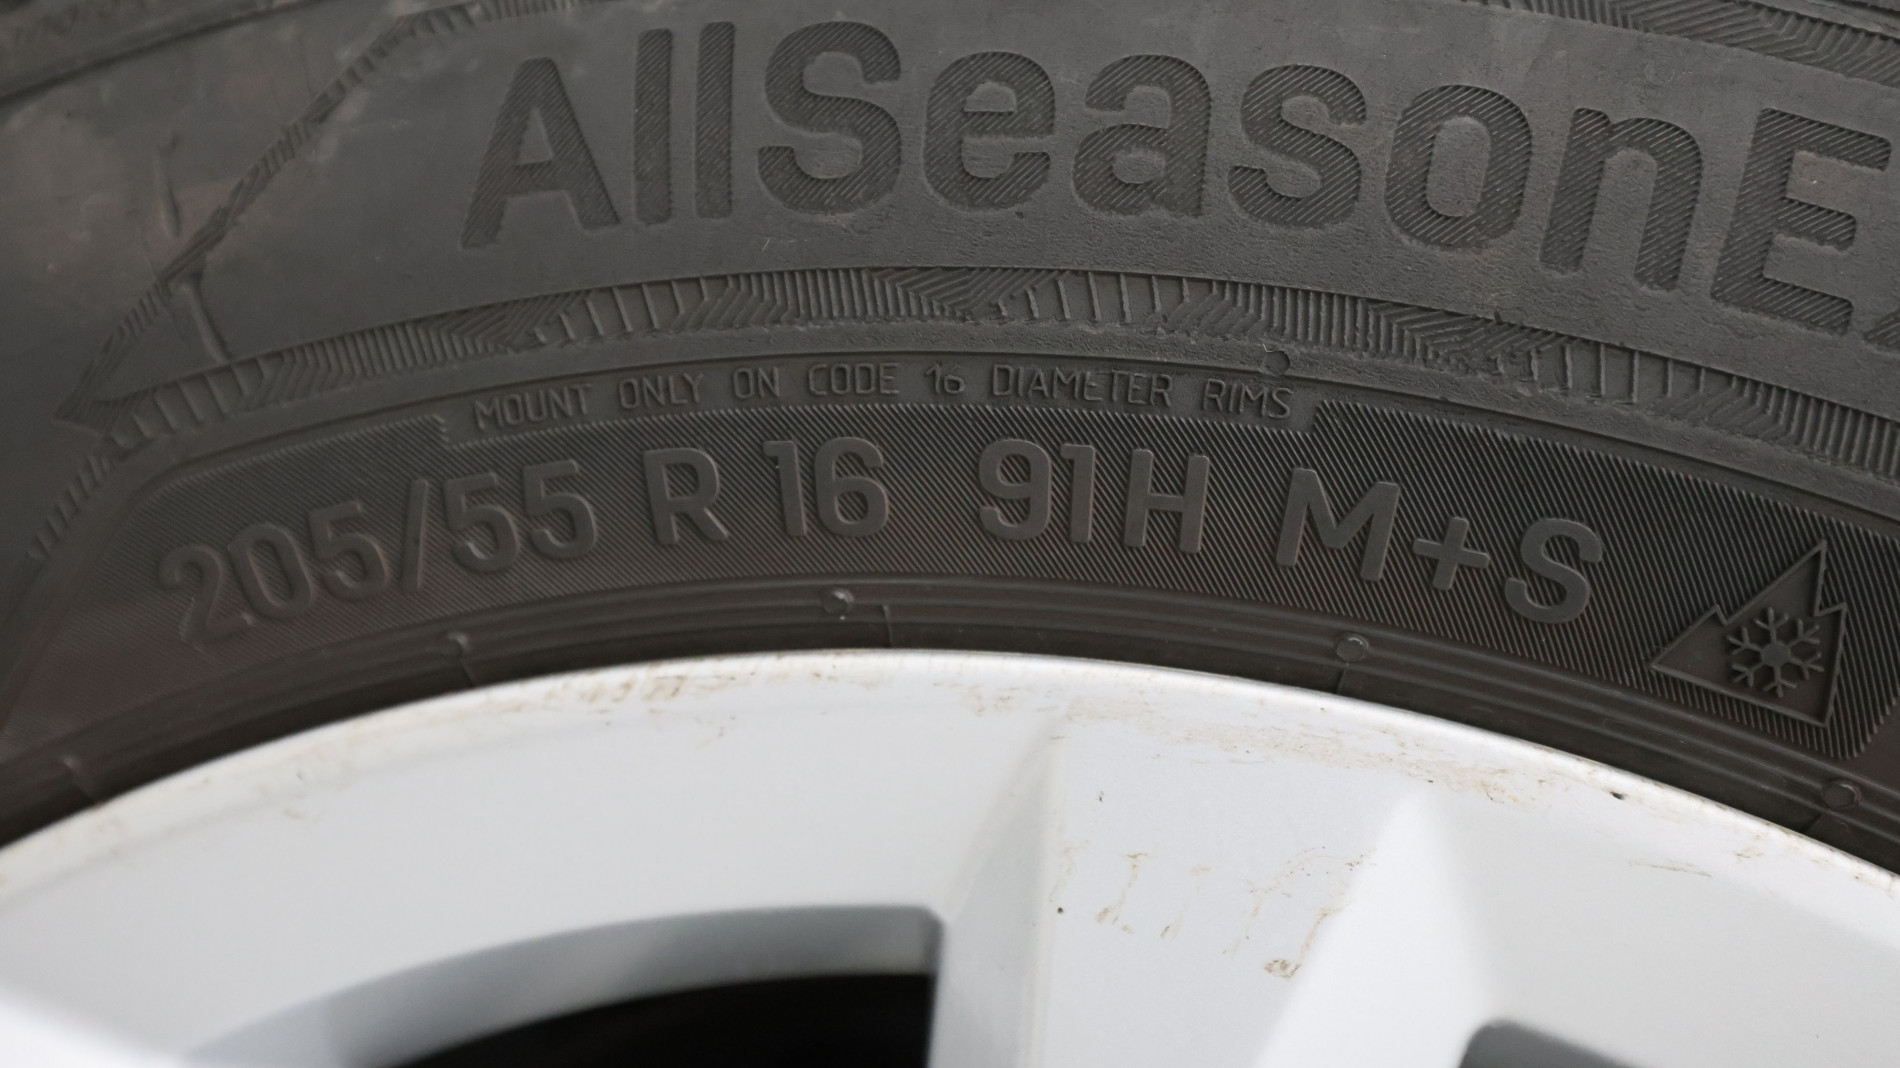 AllSeasonE
MOUNT ONLY ON CODE 16 DIAMETER RIMS
205/55 R 16 91H M+S